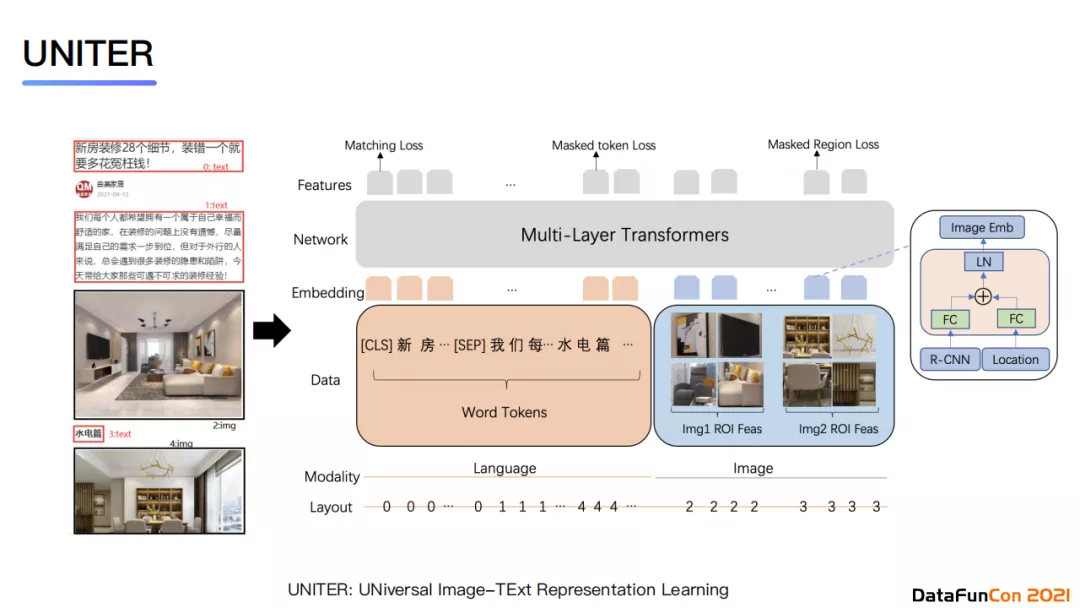 UNITER
新房装修28个细节，装错一个就
要多花冤枉钱！
0; text
QM
2021-04-12
1:text
我们每个人都希望拥有一个属于自己幸福而
舒适的家，在装修的问题上没有遗憾，尽量
满足自己的需求一步到位，但对于外行的人
来说，总会遇到很多装修的隐患和陷阱，今
天带给大家那些可遇不可求的装修经验！
2:img
水电篇
3:text
4:img
Matching Loss
Masked token Loss
Masked Region Loss
Features
...
Network
Multi-Layer Transformers
Embedding
...
...
Data
[CLS] 新 房 ... [SEP] 我 们 每... 水 电 篇 ...
Word Tokens
Img1 ROI Feas
Img2 ROI Feas
Modality
Language
Image
Layout
0 0 0 ... 0 1 1 1 ... 4 4 4 ... 2 2 2 2 3 3 3 3
Image Emb
LN
FC
FC
R-CNN
Location
UNITER: UNiversal Image-TExt Representation Learning
DataFunCon 2021